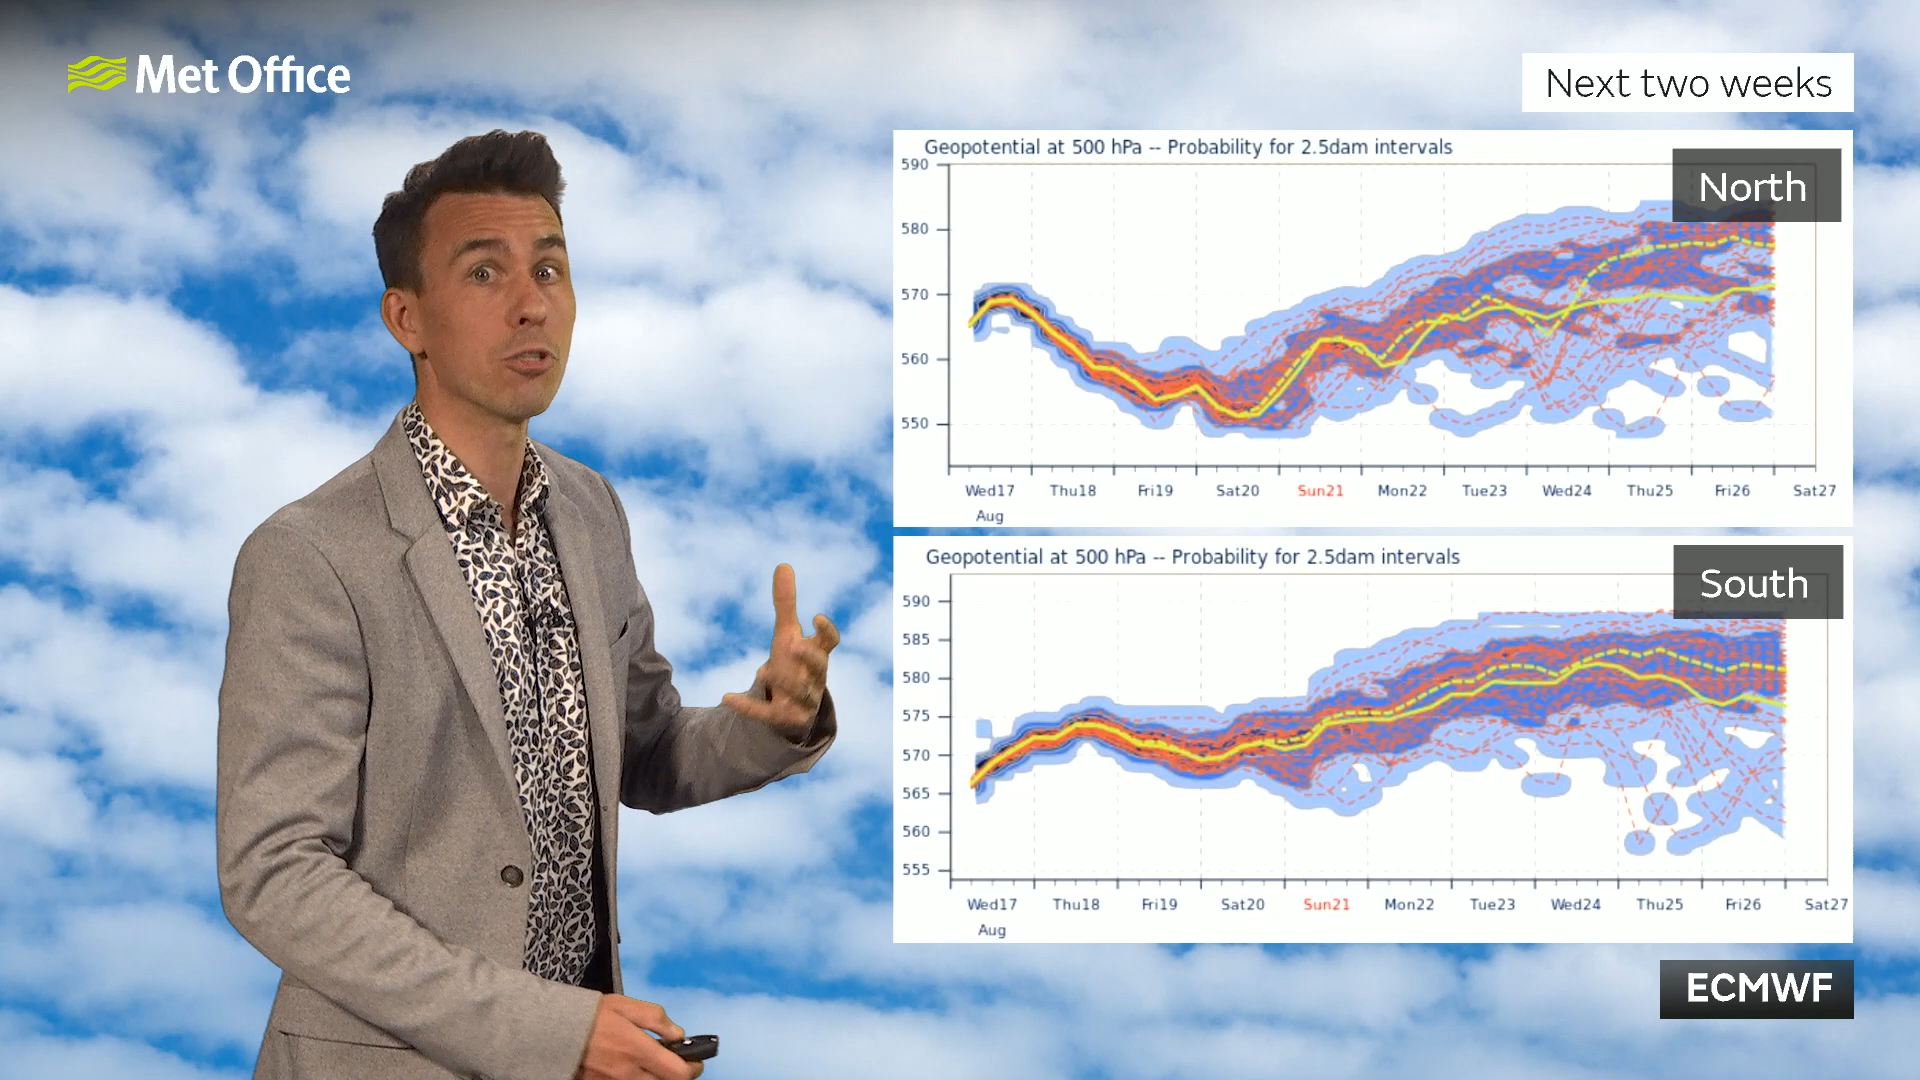 Met Office
Next two weeks
Geopotential at 500 hPa -- Probability for 2.5dam intervals
North
590
580
570
560
550
Wed17 Thu18 Fri19 Sat20 Sun21 Mon22 Tue23 Wed24 Thu25 Fri26 Sat27
Aug
Geopotential at 500 hPa -- Probability for 2.5dam intervals
South
590
585
580
575
570
565
560
555
Wed17 Thu18 Fri19 Sat20 Sun21 Mon22 Tue23 Wed24 Thu25 Fri26 Sat27
Aug
ECMWF